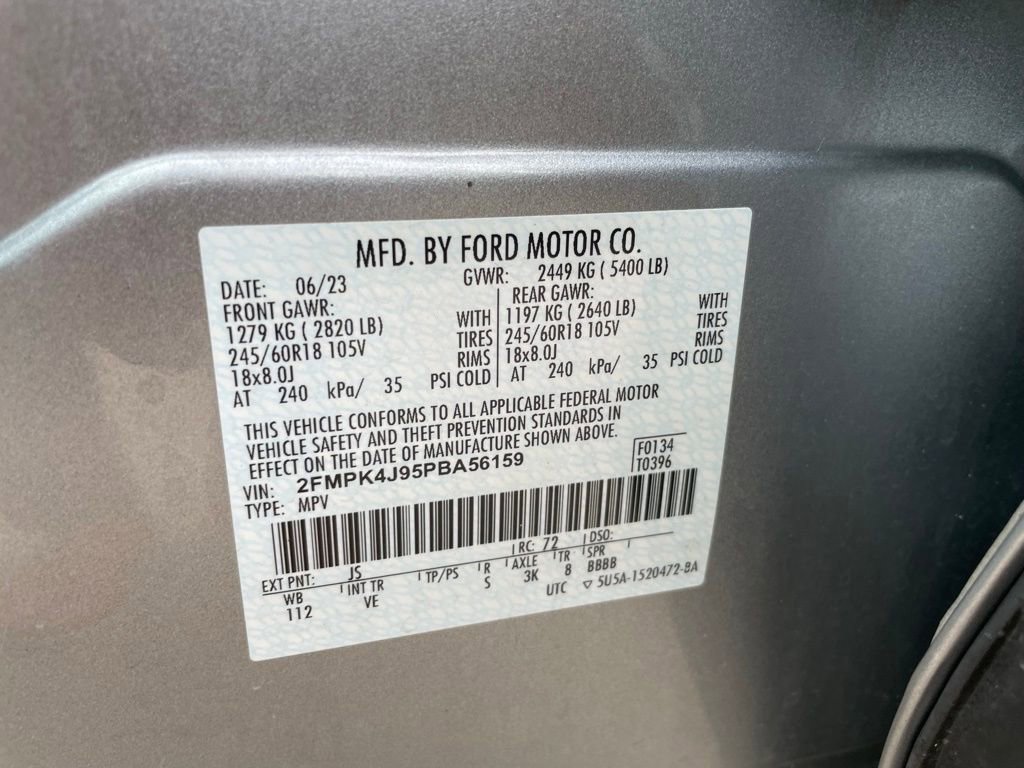 MFD. BY FORD MOTOR CO.
DATE: 06/23 GVWR: 2449 KG ( 5400 LB)
FRONT GAWR: REAR GAWR:
1279 KG ( 2820 LB) WITH 1197 KG ( 2640 LB) WITH
245/60R18 105V TIRES 245/60R18 105V TIRES
18x8.0J RIMS 18x8.0J RIMS
AT 240 kPa/ 35 PSI COLD AT 240 kPa/ 35 PSI COLD
THIS VEHICLE CONFORMS TO ALL APPLICABLE FEDERAL MOTOR
VEHICLE SAFETY AND THEFT PREVENTION STANDARDS IN
EFFECT ON THE DATE OF MANUFACTURE SHOWN ABOVE.
VIN: 2FMPK4J95PBA56159 F0134
TYPE: MPV T0396
EXT PNT: JS RC: 72 DSO:
WB INT TR TP/PS R AXLE TR SPR
112 VE S 3K 8 BBBB
UTC ▽ 5U5A-1520472-BA